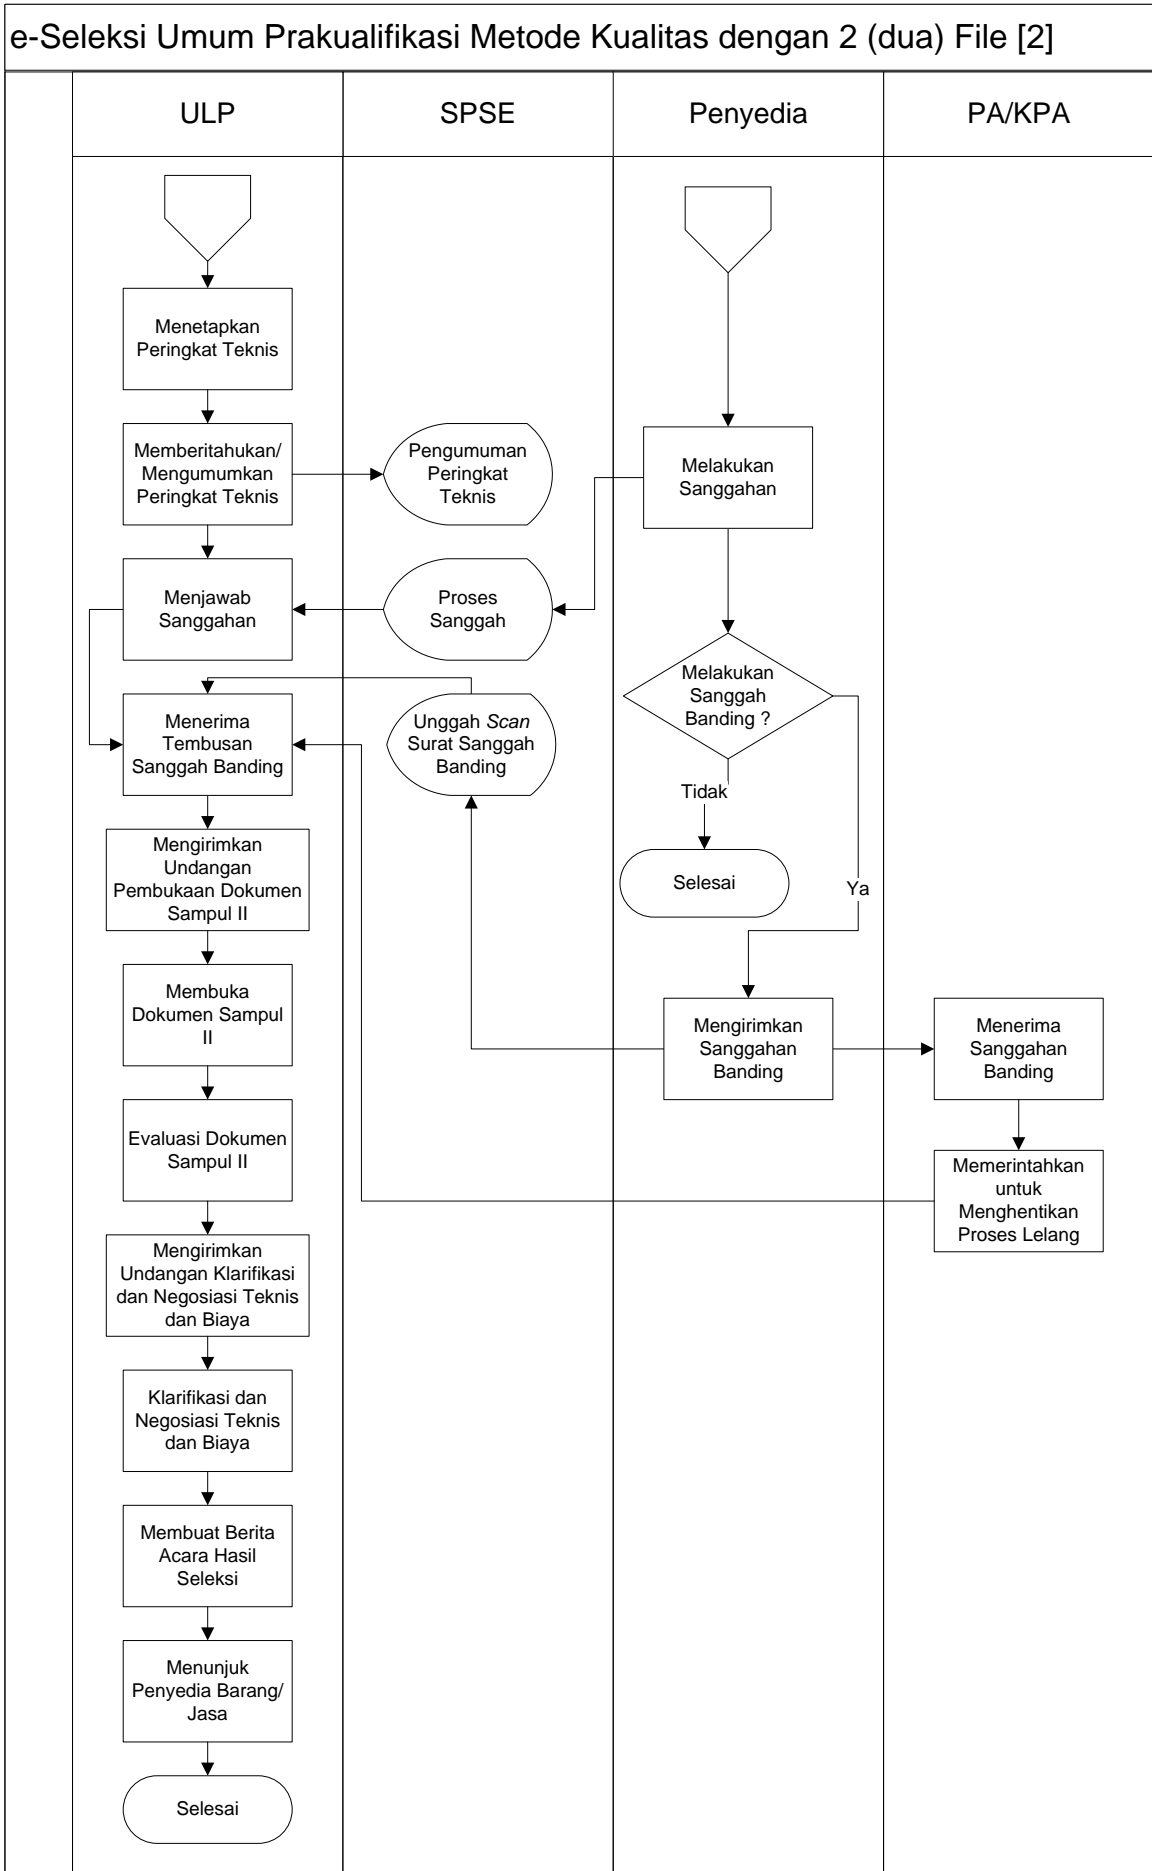 e-Seleksi Umum Prakualifikasi Metode Kualitas dengan 2 (dua) File [2]
ULP
SPSE
Penyedia
PA/KPA
Menetapkan
Peringkat Teknis
Memberitahukan/
Mengumumkan
Peringkat Teknis
Pengumuman
Peringkat
Teknis
Melakukan
Sanggahan
Menjawab
Sanggahan
Proses
Sanggah
Melakukan
Sanggah
Banding ?
Menerima
Tembusan
Sanggah Banding
Unggah Scan
Surat Sanggah
Banding
Tidak
Selesai
Ya
Mengirimkan
Undangan
Pembukaan Dokumen
Sampul II
Membuka
Dokumen Sampul
II
Mengirimkan
Sanggahan
Banding
Menerima
Sanggahan
Banding
Evaluasi Dokumen
Sampul II
Memerintahkan
untuk
Menghentikan
Proses Lelang
Mengirimkan
Undangan Klarifikasi
dan Negosiasi Teknis
dan Biaya
Klarifikasi dan
Negosiasi Teknis
dan Biaya
Membuat Berita
Acara Hasil
Seleksi
Menunjuk
Penyedia Barang/
Jasa
Selesai